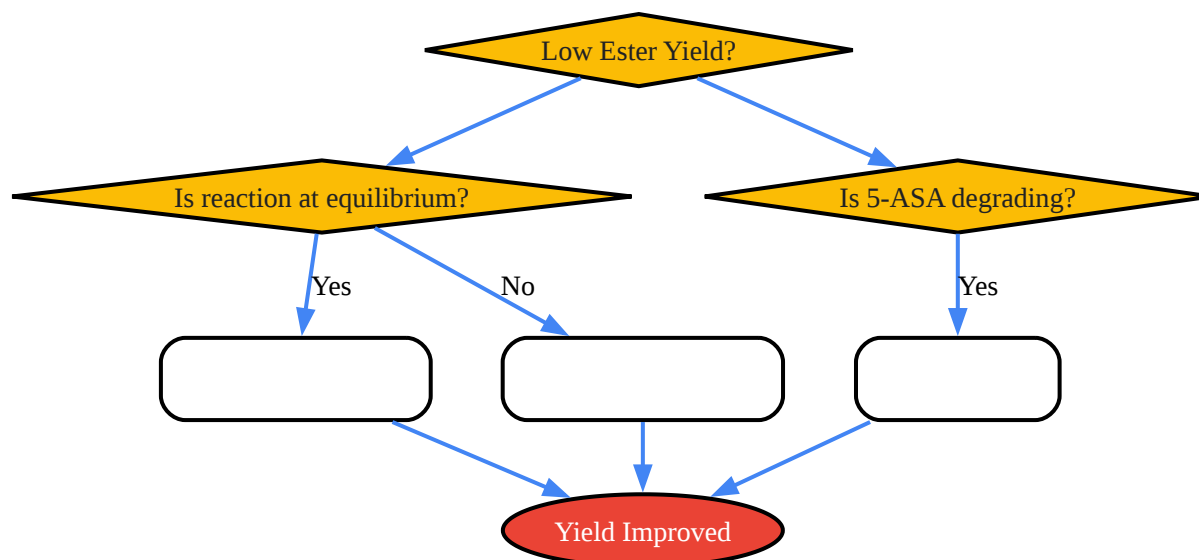 Low Ester Yield?
Is reaction at equilibrium?
Is 5-ASA degrading?
Yes
No
Yes
Yield Improved